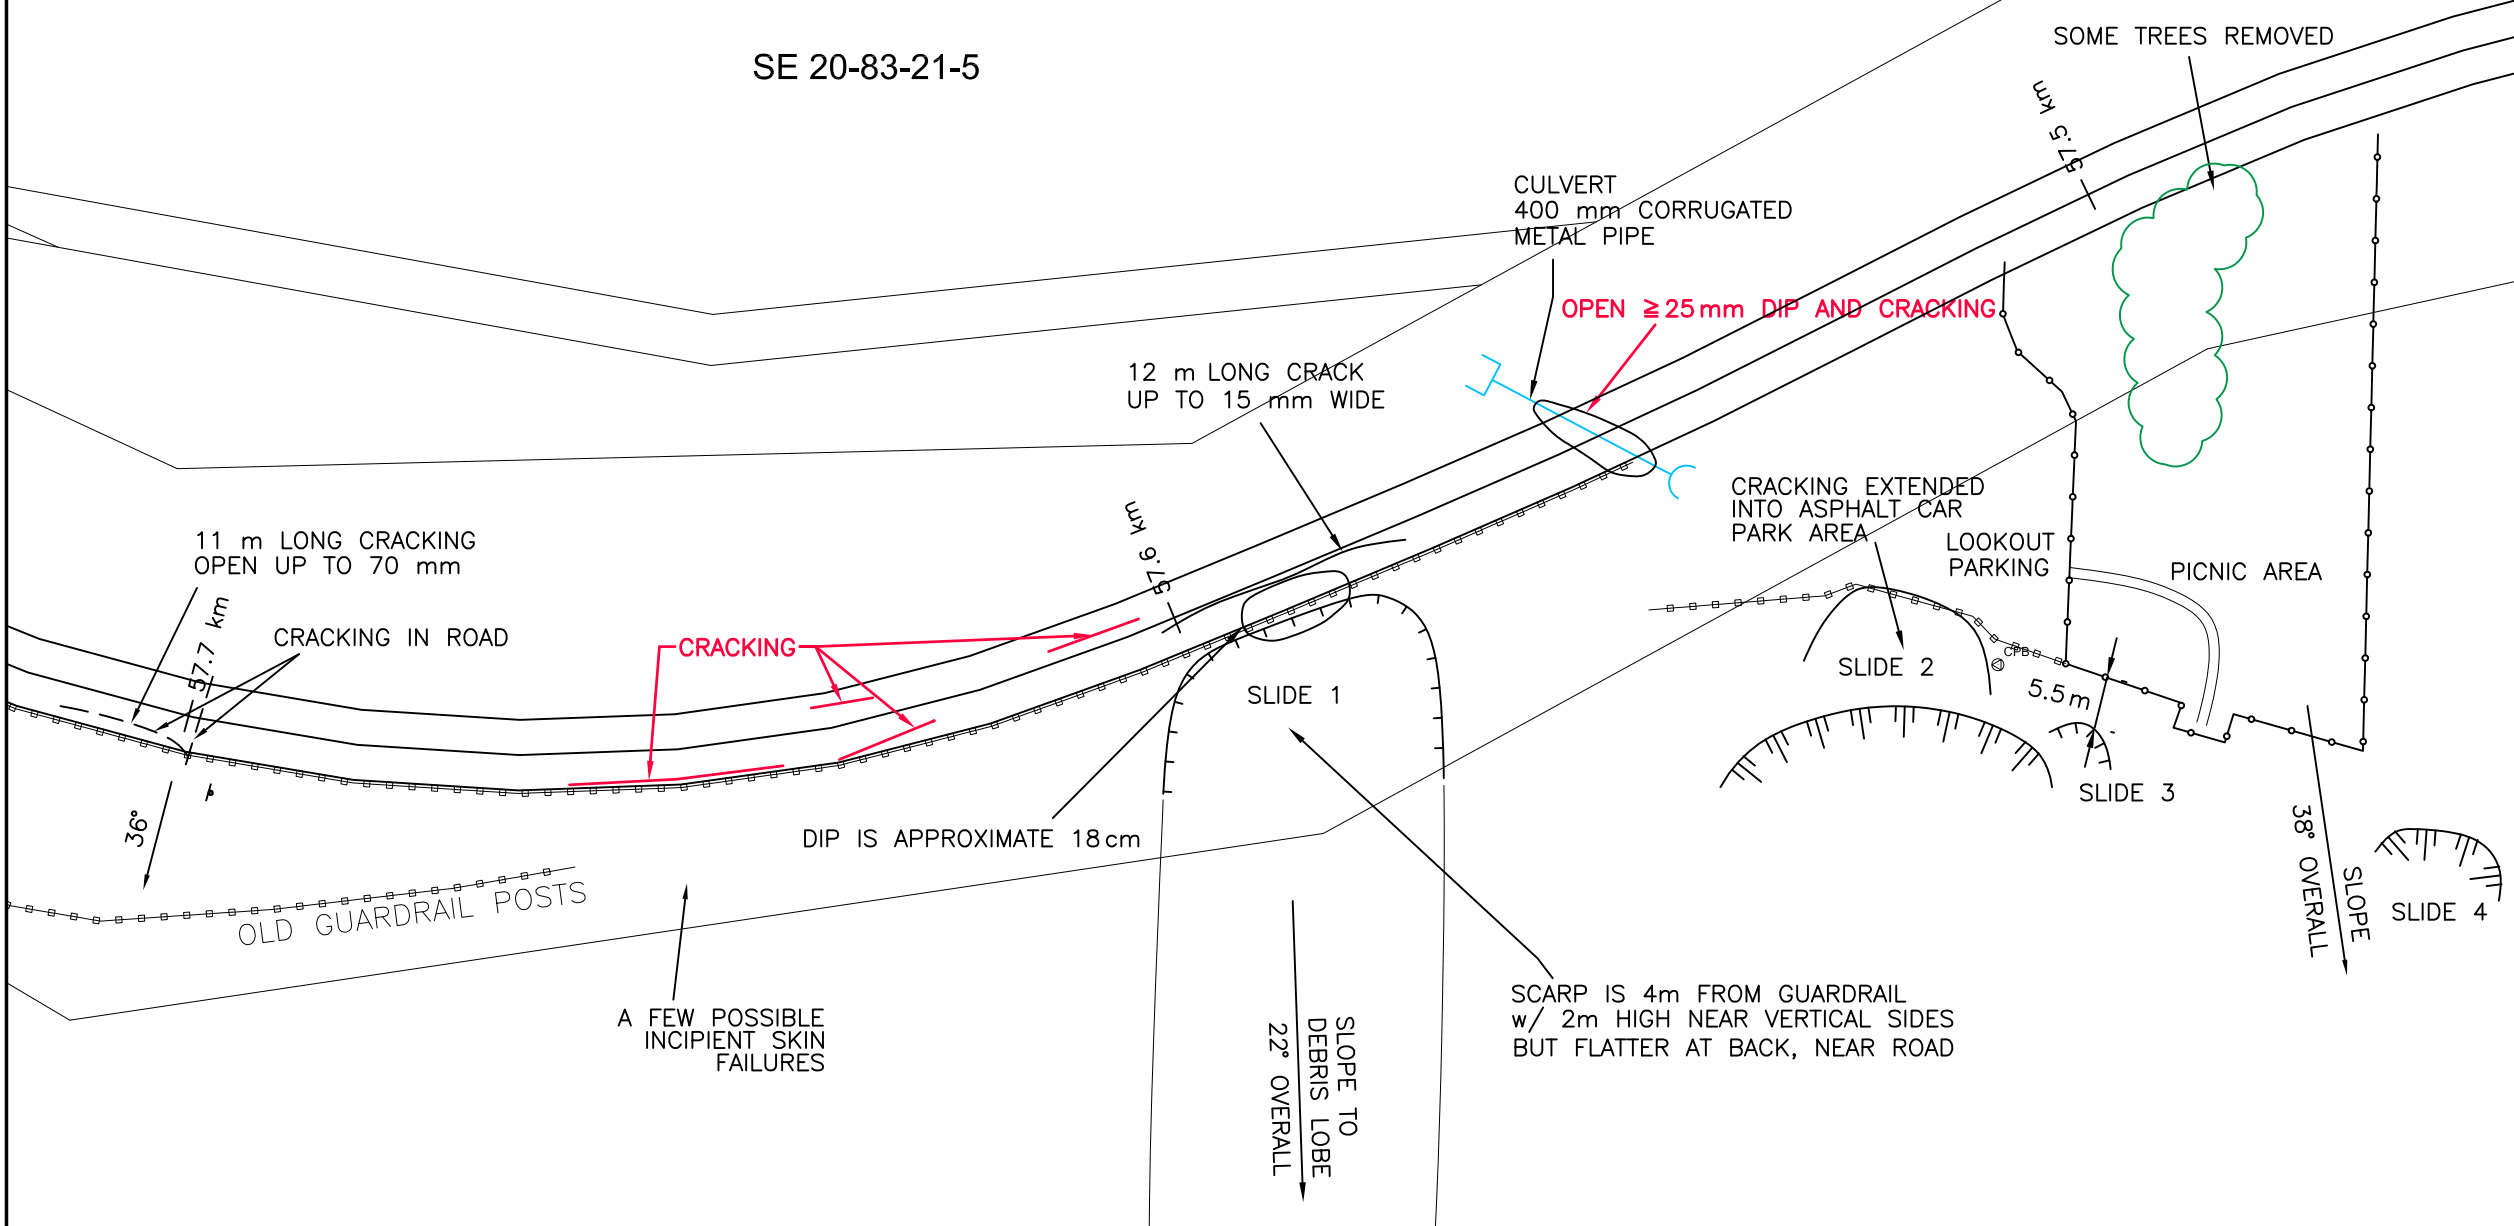 SE 20-83-21-5
SOME TREES REMOVED
57.5 km
CULVERT
400 mm CORRUGATED
METAL PIPE
OPEN ≧25mm DIP AND CRACKING
12 m LONG CRACK
UP TO 15 mm WIDE
57.6 km
CRACKING EXTENDED
INTO ASPHALT CAR
PARK AREA
LOOKOUT
PARKING
PICNIC AREA
11 m LONG CRACKING
OPEN UP TO 70 mm
57.7 km
CRACKING IN ROAD
CRACKING
SLIDE 1
SLIDE 2
CPB
5.5m
SLIDE 3
36°
DIP IS APPROXIMATE 18cm
38° OVERALL
SLOPE
SLIDE 4
OLD GUARDRAIL POSTS
A FEW POSSIBLE
INCIPIENT SKIN
FAILURES
SLOPE TO
DEBRIS LOBE
22° OVERALL
SCARP IS 4m FROM GUARDRAIL
w/ 2m HIGH NEAR VERTICAL SIDES
BUT FLATTER AT BACK, NEAR ROAD